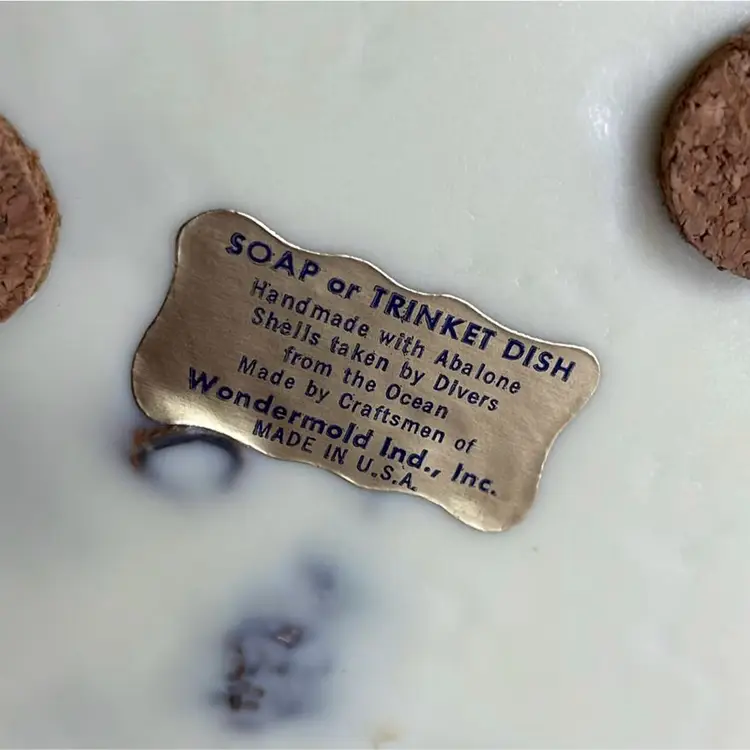 SOAP or TRINKET DISH
Handmade with Abalone
Shells taken by Divers
from the Ocean
Made by Craftsmen of
Wondermold Ind., Inc.
MADE IN U.S.A.